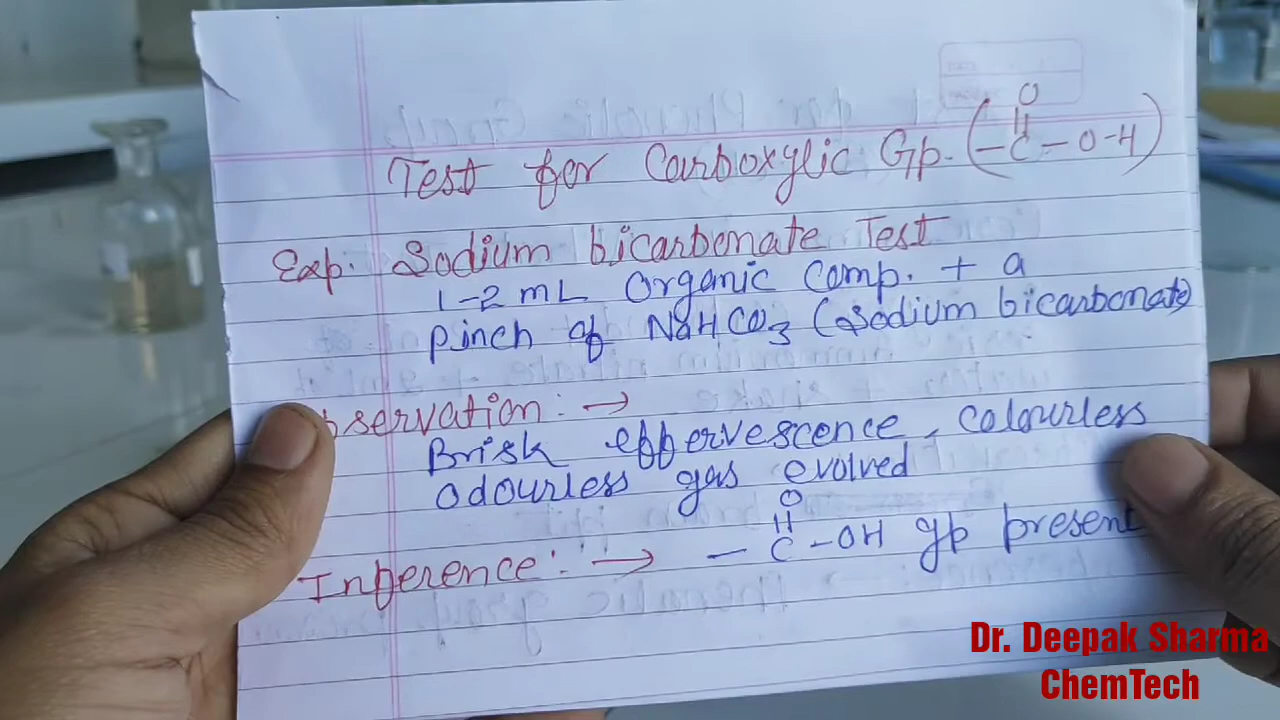 Test for Carboxylic Gp. (-C-O-H)
O
Exp. Sodium bicarbonate Test
1-2 mL Organic Comp. + a
pinch of NaHCO3 (Sodium bicarbonate)
bservation: →
Brisk effervescence, colourless
odourless gas evolved
O
Inference: → -C-OH gp present
Dr. Deepak Sharma
ChemTech